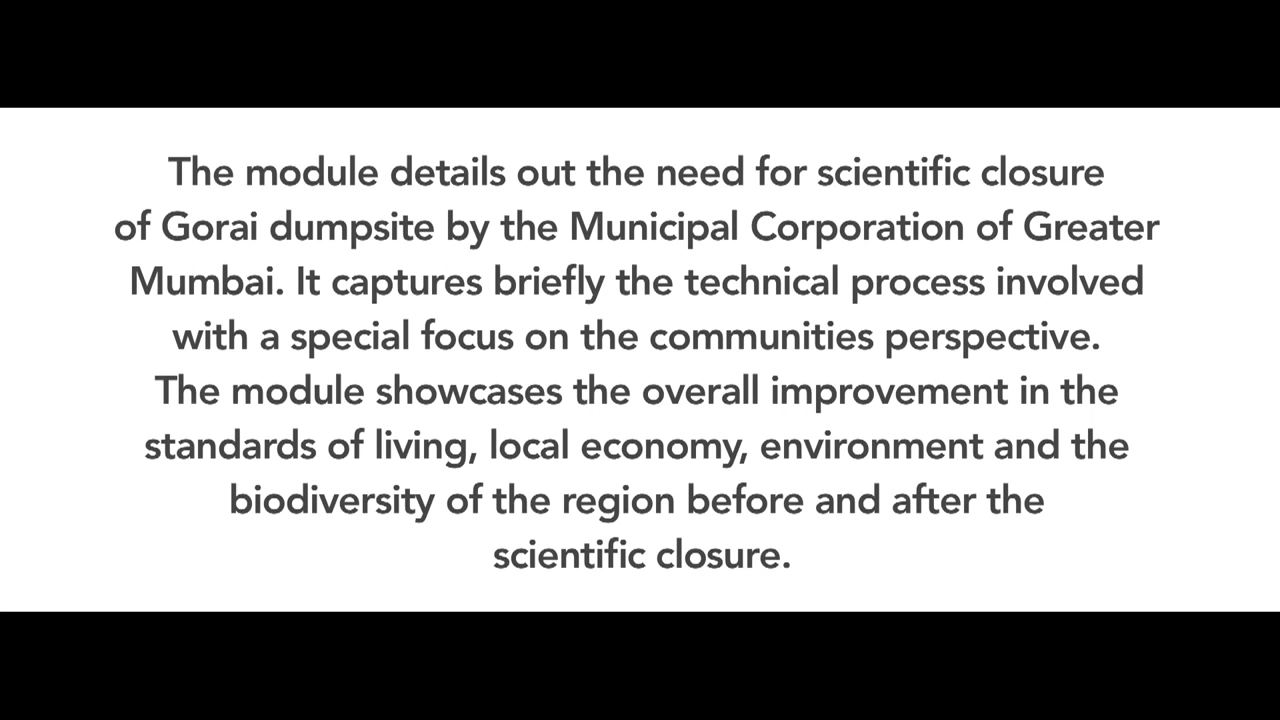 The module details out the need for scientific closure
of Gorai dumpsite by the Municipal Corporation of Greater
Mumbai. It captures briefly the technical process involved
with a special focus on the communities perspective.
The module showcases the overall improvement in the
standards of living, local economy, environment and the
biodiversity of the region before and after the
scientific closure.